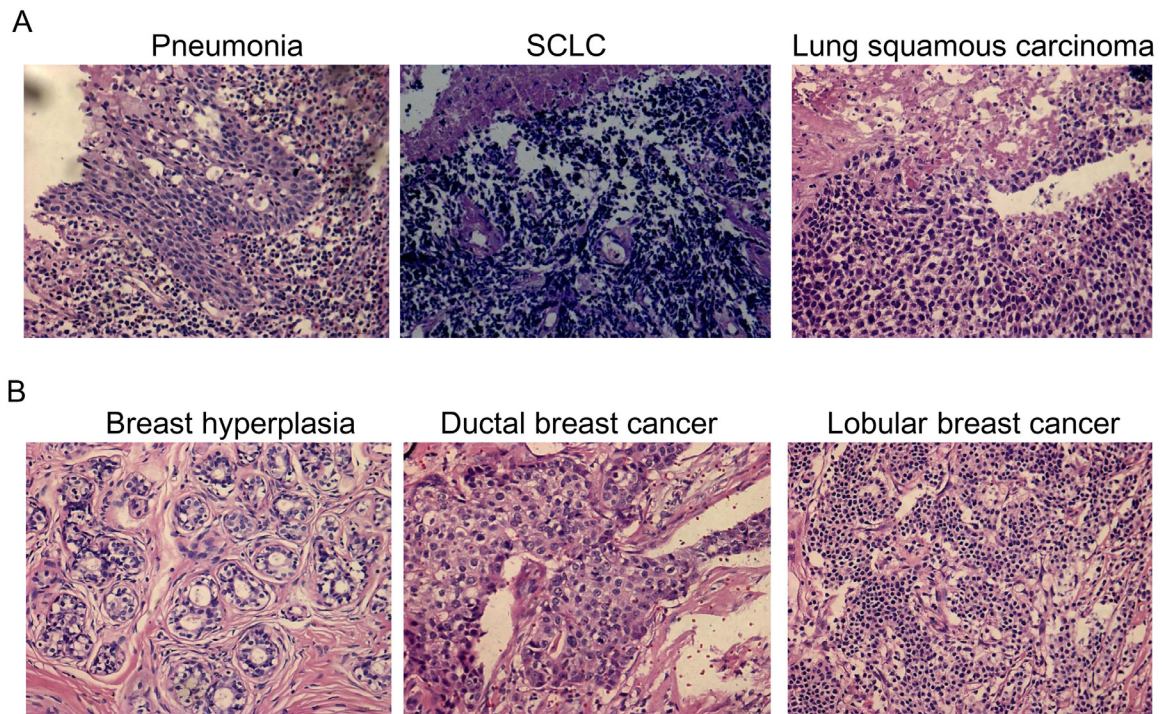 A
Pneumonia
SCLC
Lung squamous carcinoma
B
Breast hyperplasia
Ductal breast cancer
Lobular breast cancer